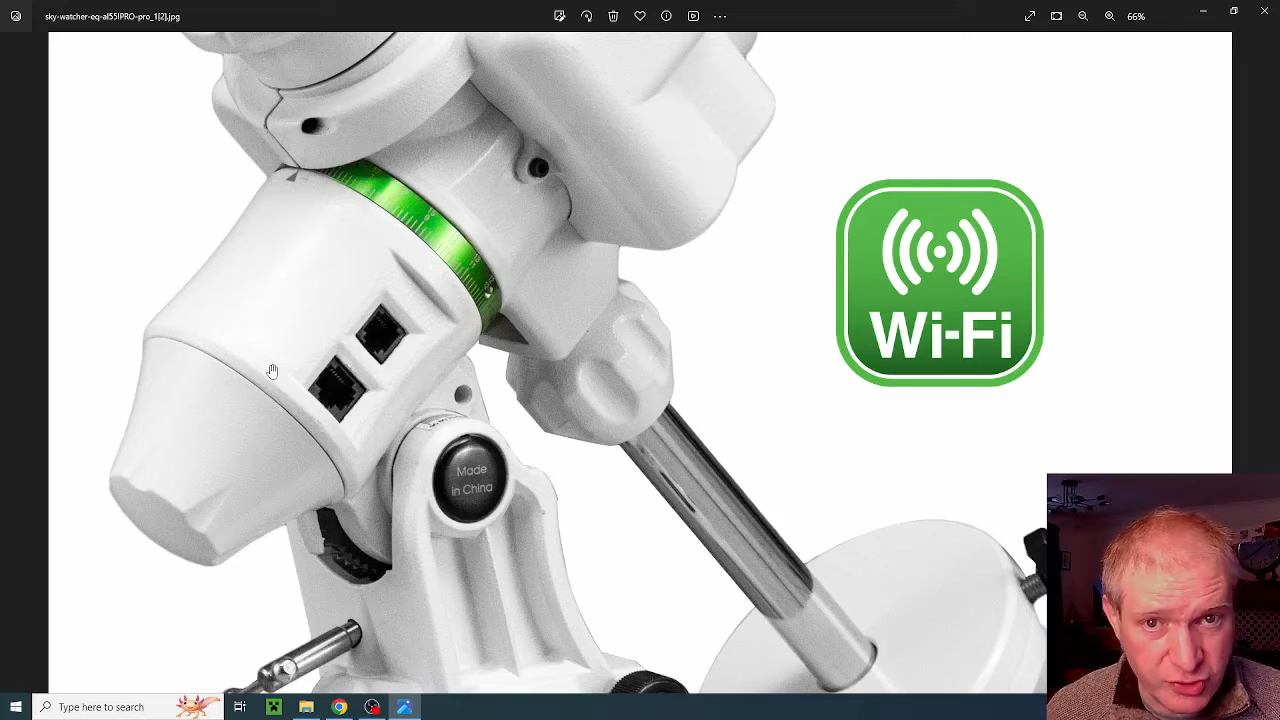 sky-watcher-eq-al55IPRO-pro_1[2].jpg
66%
Wi-Fi
Made
in China
Type here to search